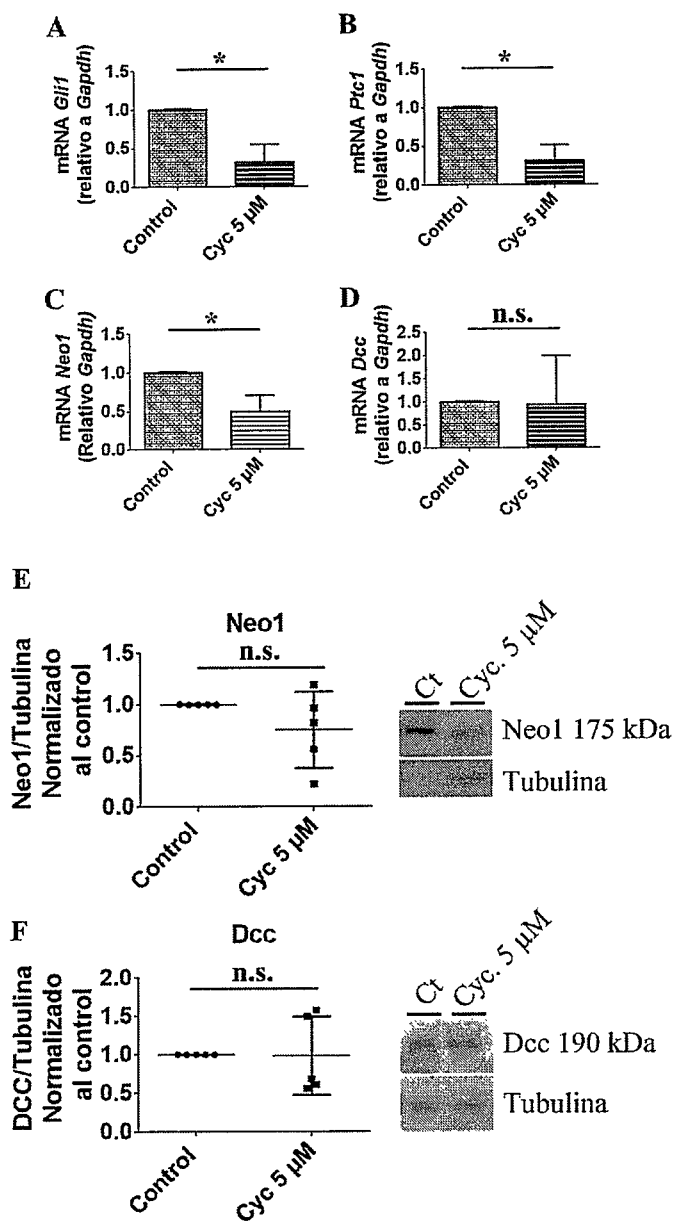 A
mRNA Gli1
(relativo a Gapdh)
1.5
1.0
0.5
0.0
*
Control
Cyc 5 µM
B
mRNA Ptc1
(relativo a Gapdh)
1.5
1.0
0.5
0.0
*
Control
Cyc 5 µM
C
mRNA Neo1
(Relativo Gapdh)
1.5
1.0
0.5
0.0
*
Control
Cyc 5 µM
D
mRNA Dcc
(relativo a Gapdh)
2.5
2.0
1.5
1.0
0.5
0.0
n.s.
Control
Cyc 5 µM
E
Neo1
n.s.
Neo1/Tubulina
Normalizado
al control
1.5
1.0
0.5
0.0
Control
Cyc 5 µM
Ct
Cyc. 5 µM
Neo1 175 kDa
Tubulina
F
Dcc
n.s.
DCC/Tubulina
Normalizado
al control
2.0
1.5
1.0
0.5
0.0
Control
Cyc 5 µM
Ct
Cyc. 5 µM
Dcc 190 kDa
Tubulina